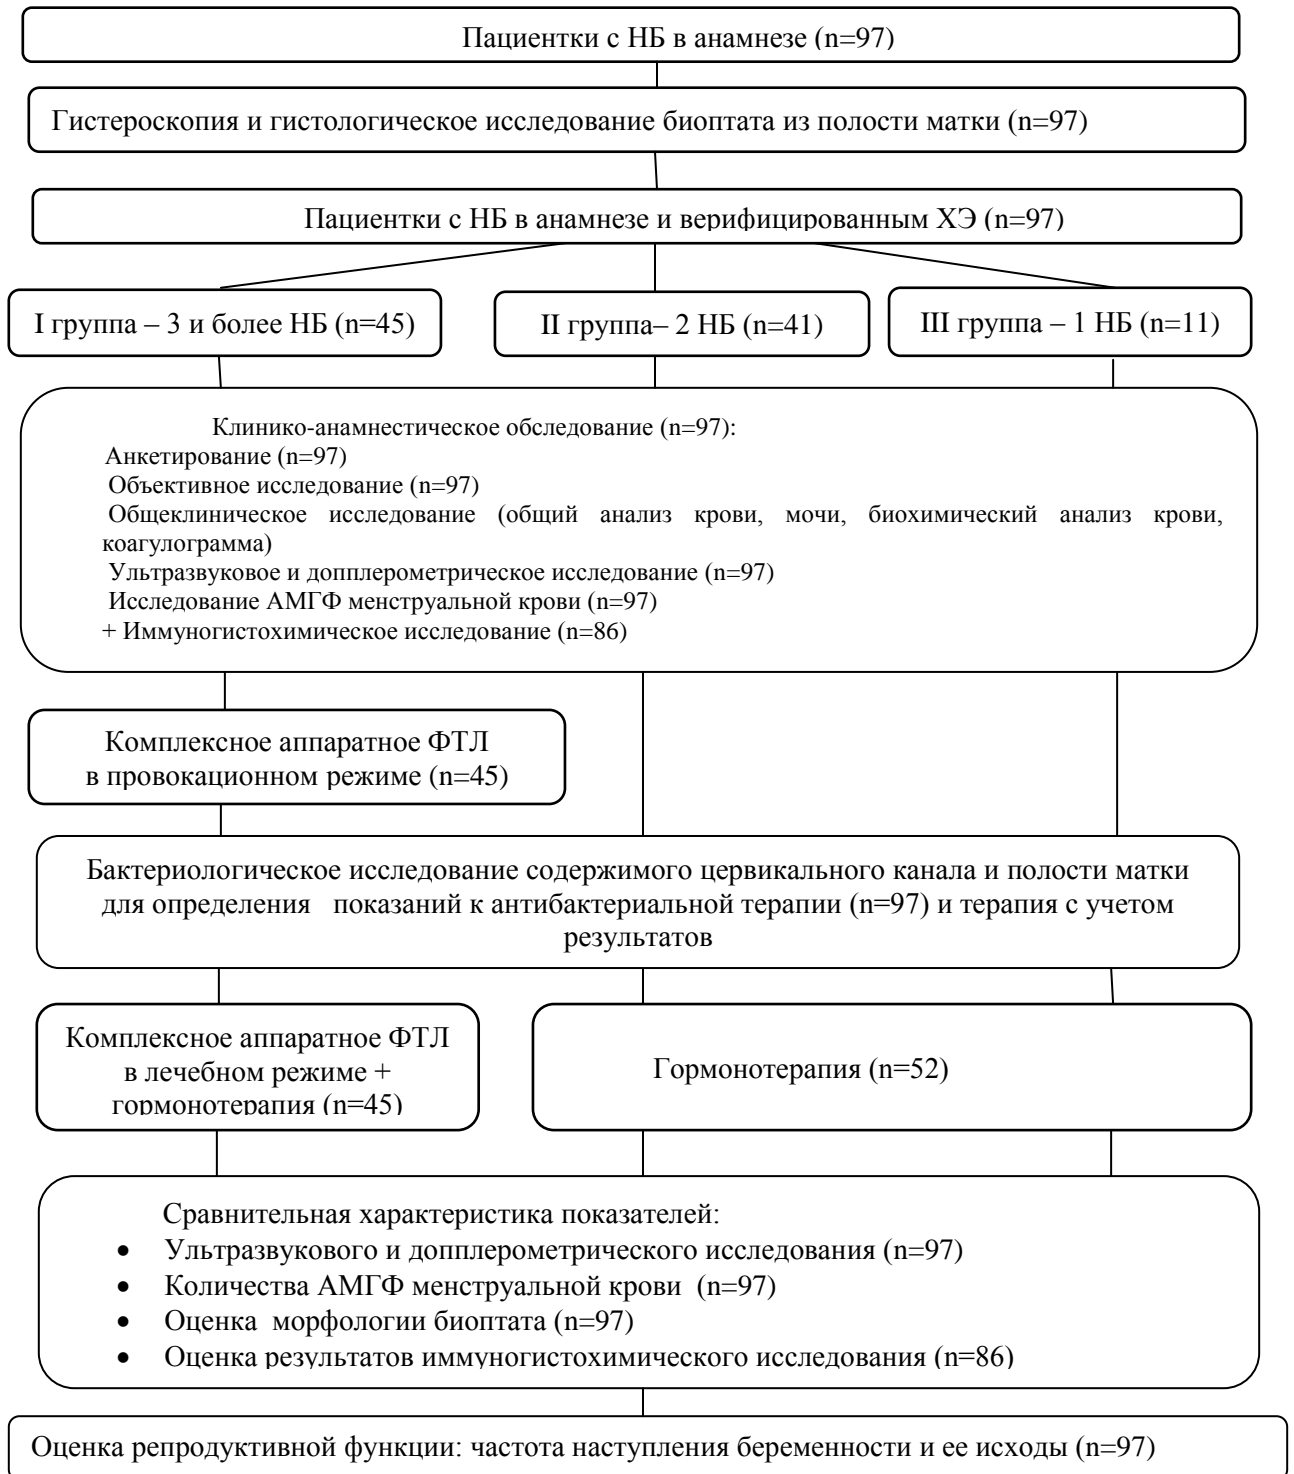 Пациентки с НБ в анамнезе (n=97)
Гистероскопия и гистологическое исследование биоптата из полости матки (n=97)
Пациентки с НБ в анамнезе и верифицированным ХЭ (n=97)
I группа – 3 и более НБ (n=45)
II группа– 2 НБ (n=41)
III группа – 1 НБ (n=11)
Клинико-анамнестическое обследование (n=97):
Анкетирование (n=97)
Объективное исследование (n=97)
Общеклиническое исследование (общий анализ крови, мочи, биохимический анализ крови,
коагулограмма)
Ультразвуковое и допплерометрическое исследование (n=97)
Исследование АМГФ менструальной крови (n=97)
+ Иммуногистохимическое исследование (n=86)
Комплексное аппаратное ФТЛ
в провокационном режиме (n=45)
Бактериологическое исследование содержимого цервикального канала и полости матки
для определения показаний к антибактериальной терапии (n=97) и терапия с учетом
результатов
Комплексное аппаратное ФТЛ
в лечебном режиме +
гормонотерапия (n=45)
Гормонотерапия (n=52)
Сравнительная характеристика показателей:
• Ультразвукового и допплерометрического исследования (n=97)
• Количества АМГФ менструальной крови (n=97)
• Оценка морфологии биоптата (n=97)
• Оценка результатов иммуногистохимического исследования (n=86)
Оценка репродуктивной функции: частота наступления беременности и ее исходы (n=97)